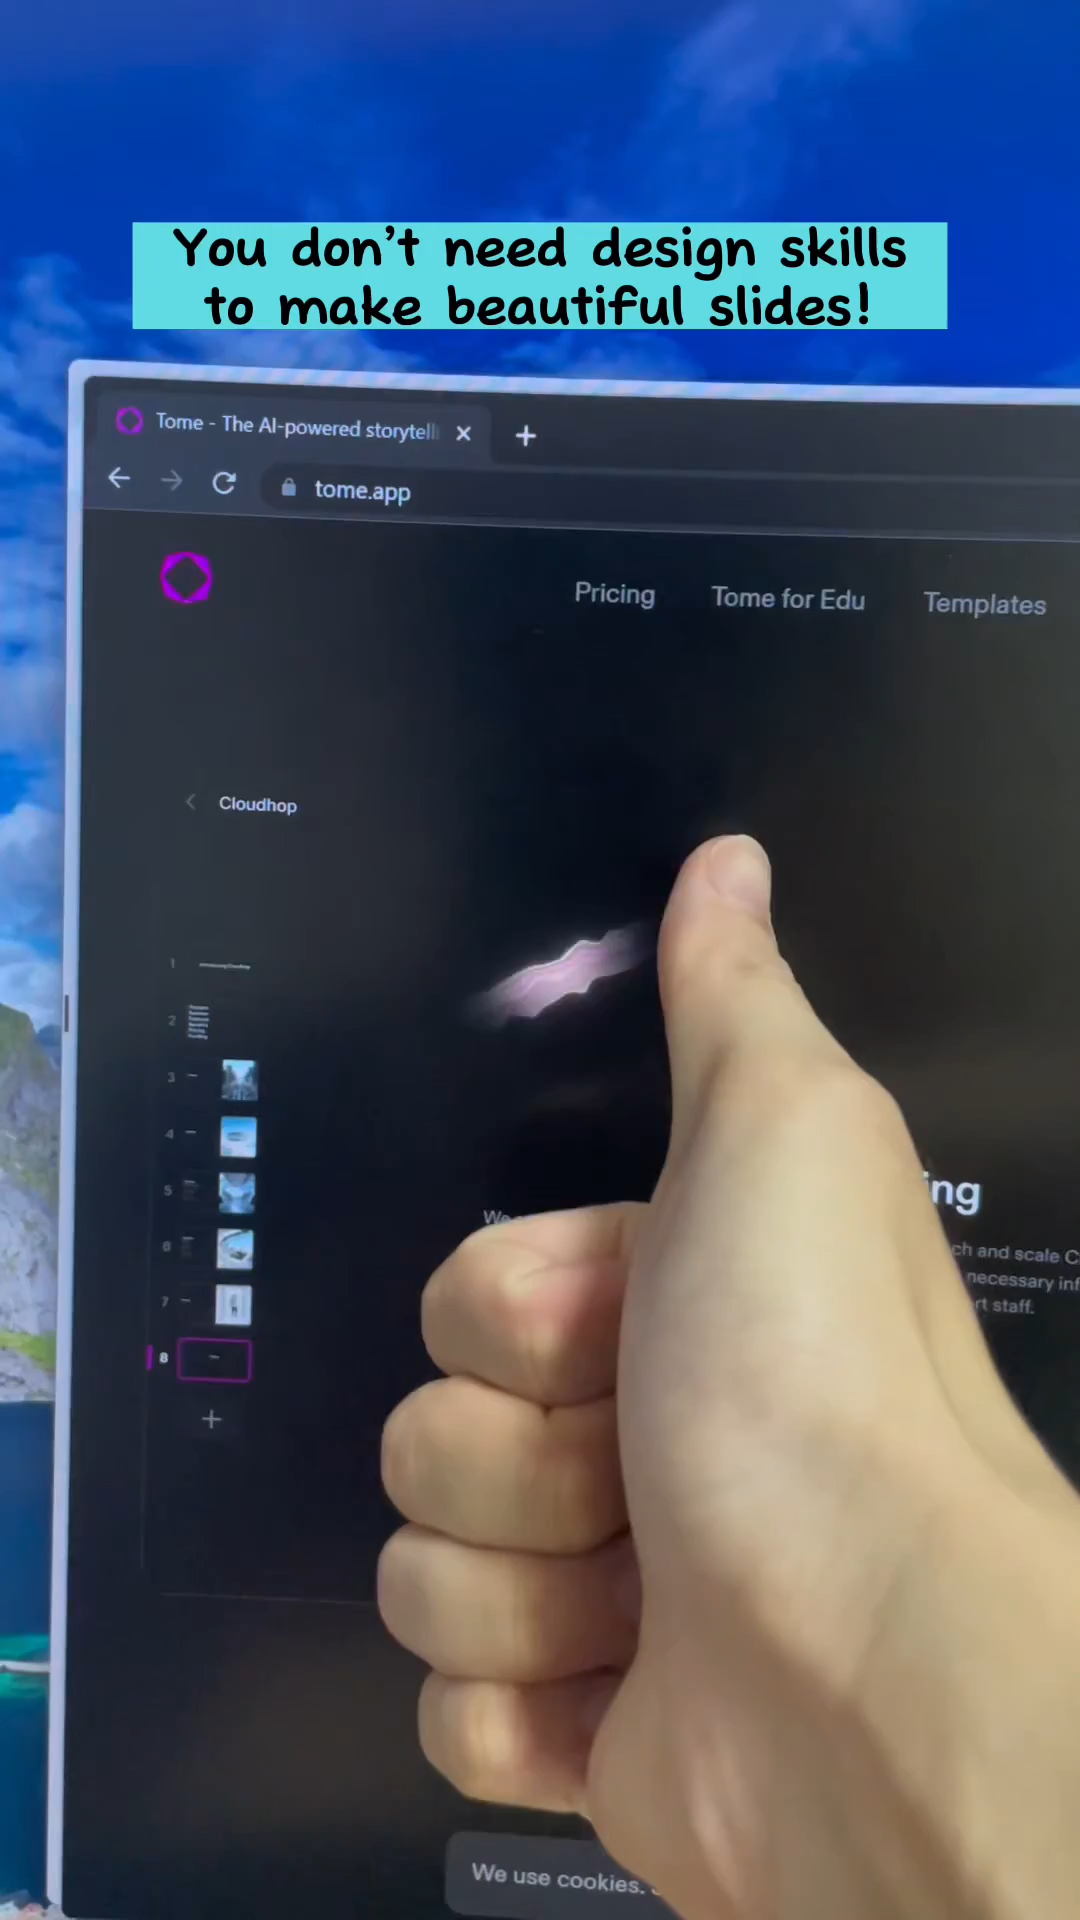 You don't need design skills
to make beautiful slides!
Tome - The AI-powered storytell
tome.app
Pricing Tome for Edu Templates
Cloudhop
1
2
3
4
5
6
7
8
We
ing
ch and scale C
necessary inf
rt staff.
We use cookies.